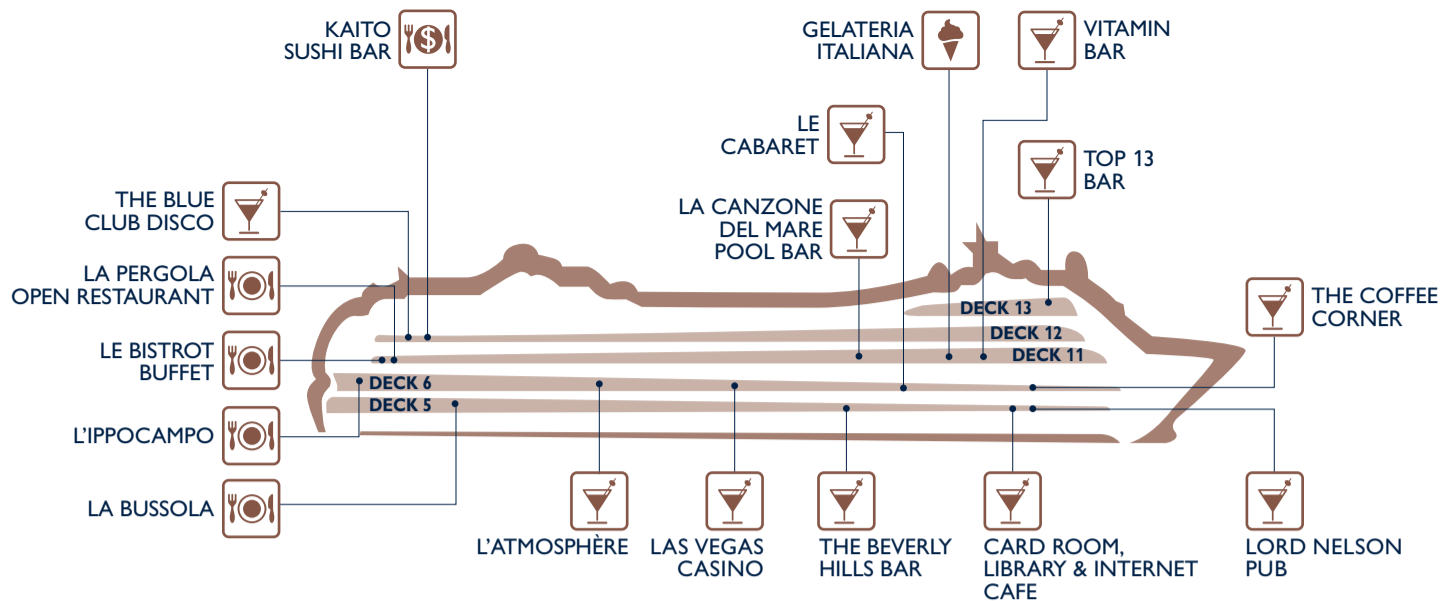 KAITO
SUSHI BAR
$
GELATERIA
ITALIANA
VITAMIN
BAR
LE
CABARET
TOP 13
BAR
THE BLUE
CLUB DISCO
LA CANZONE
DEL MARE
POOL BAR
LA PERGOLA
OPEN RESTAURANT
THE COFFEE
CORNER
DECK 13
DECK 12
LE BISTROT
BUFFET
DECK 11
DECK 6
DECK 5
L'IPPOCAMPO
LA BUSSOLA
L'ATMOSPHÈRE
LAS VEGAS
CASINO
THE BEVERLY
HILLS BAR
CARD ROOM,
LIBRARY & INTERNET
CAFE
LORD NELSON
PUB